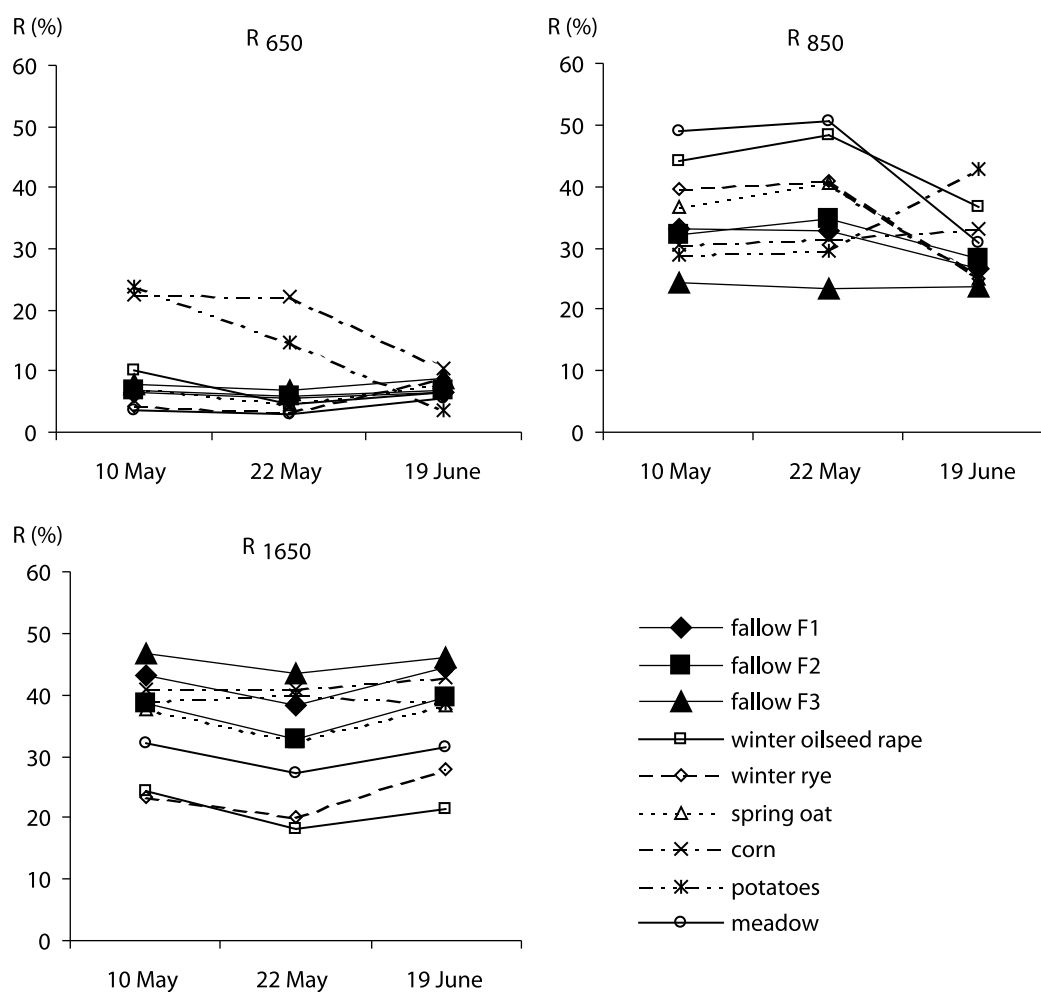 R (%)
R 650
60
50
40
30
20
10
0
10 May 22 May 19 June
R (%)
R 850
60
50
40
30
20
10
0
10 May 22 May 19 June
R (%)
R 1650
60
50
40
30
20
10
0
10 May 22 May 19 June
fallow F1
fallow F2
fallow F3
winter oilseed rape
winter rye
spring oat
corn
potatoes
meadow